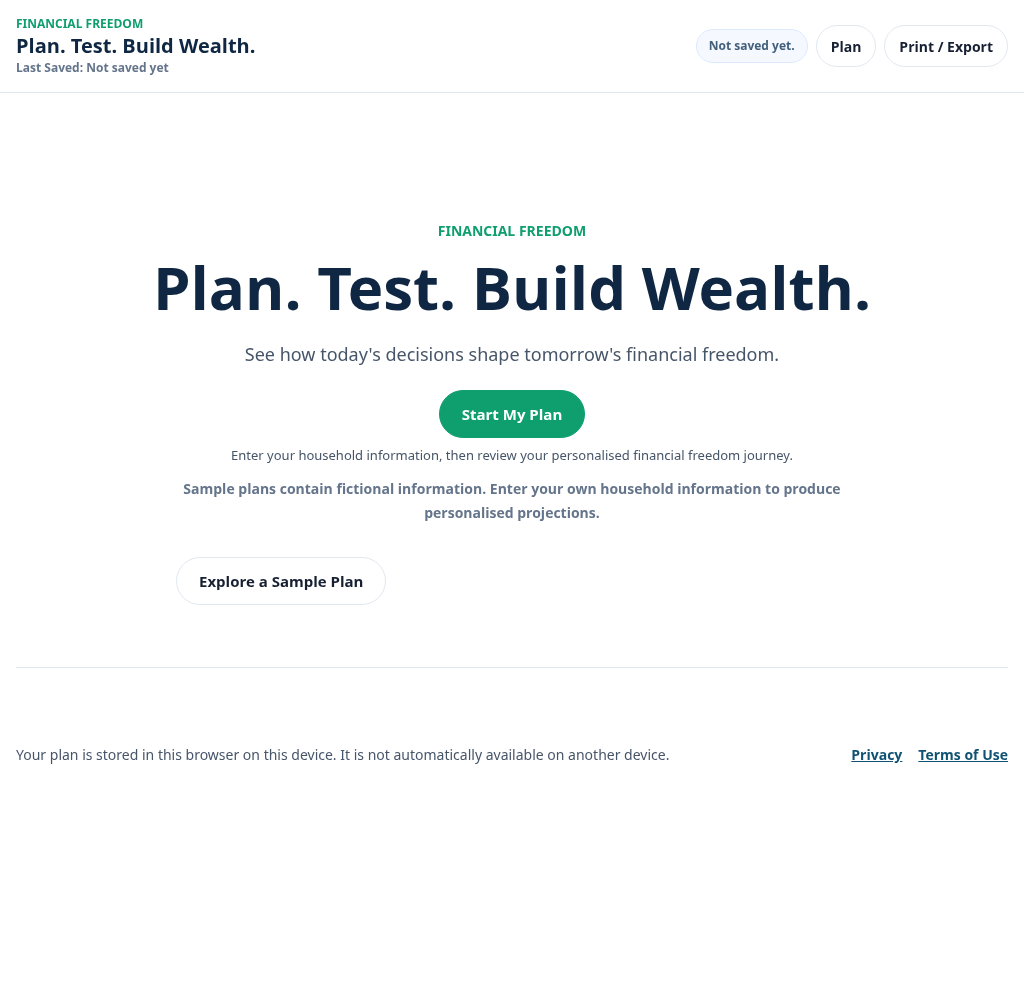 FINANCIAL FREEDOM
Plan. Test. Build Wealth.
Last Saved: Not saved yet
Not saved yet.
Plan
Print / Export
FINANCIAL FREEDOM
Plan. Test. Build Wealth.
See how today's decisions shape tomorrow's financial freedom.
Start My Plan
Enter your household information, then review your personalised financial freedom journey.
Sample plans contain fictional information. Enter your own household information to produce
personalised projections.
Explore a Sample Plan
Your plan is stored in this browser on this device. It is not automatically available on another device.
Privacy
Terms of Use